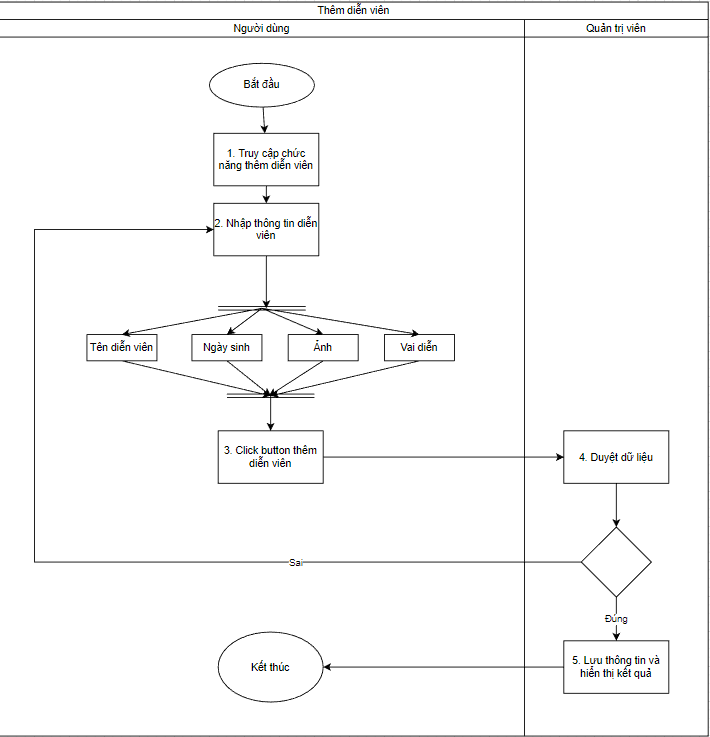 Thêm diễn viên
Người dùng
Quản trị viên
Bắt đầu
1. Truy cập chức
năng thêm diễn viên
2. Nhập thông tin diễn
viên
Tên diễn viên
Ngày sinh
Ảnh
Vai diễn
3. Click button thêm
diễn viên
4. Duyệt dữ liệu
Sai
Đúng
5. Lưu thông tin và
hiển thị kết quả
Kết thúc